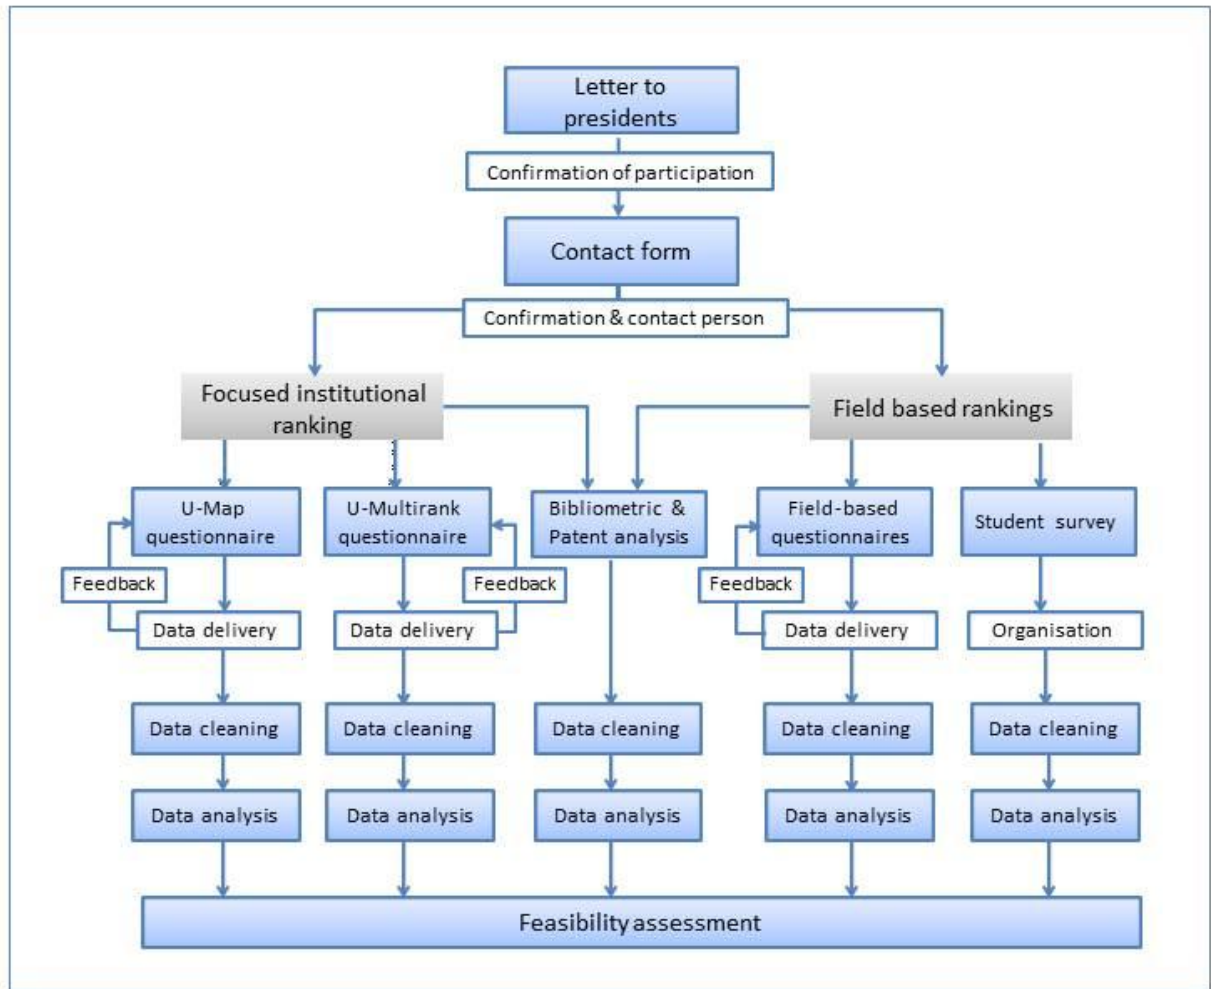 Letter to
presidents
Confirmation of participation
Contact form
Confirmation & contact person
Focused institutional
ranking
Field based rankings
U-Map
questionnaire
U-Multirank
questionnaire
Bibliometric &
Patent analysis
Field-based
questionnaires
Student survey
Feedback
Feedback
Feedback
Data delivery
Data delivery
Data delivery
Organisation
Data cleaning
Data cleaning
Data cleaning
Data cleaning
Data cleaning
Data analysis
Data analysis
Data analysis
Data analysis
Data analysis
Feasibility assessment